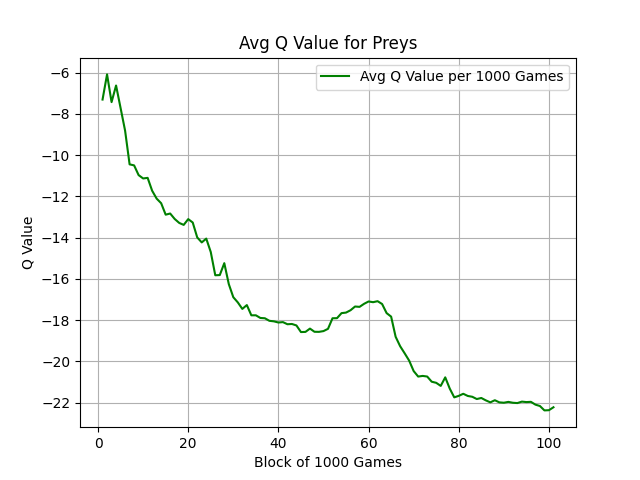 Avg Q Value for Preys
Avg Q Value per 1000 Games
−6
−8
−10
−12
−14
−16
−18
−20
−22
Q Value
0 20 40 60 80 100
Block of 1000 Games